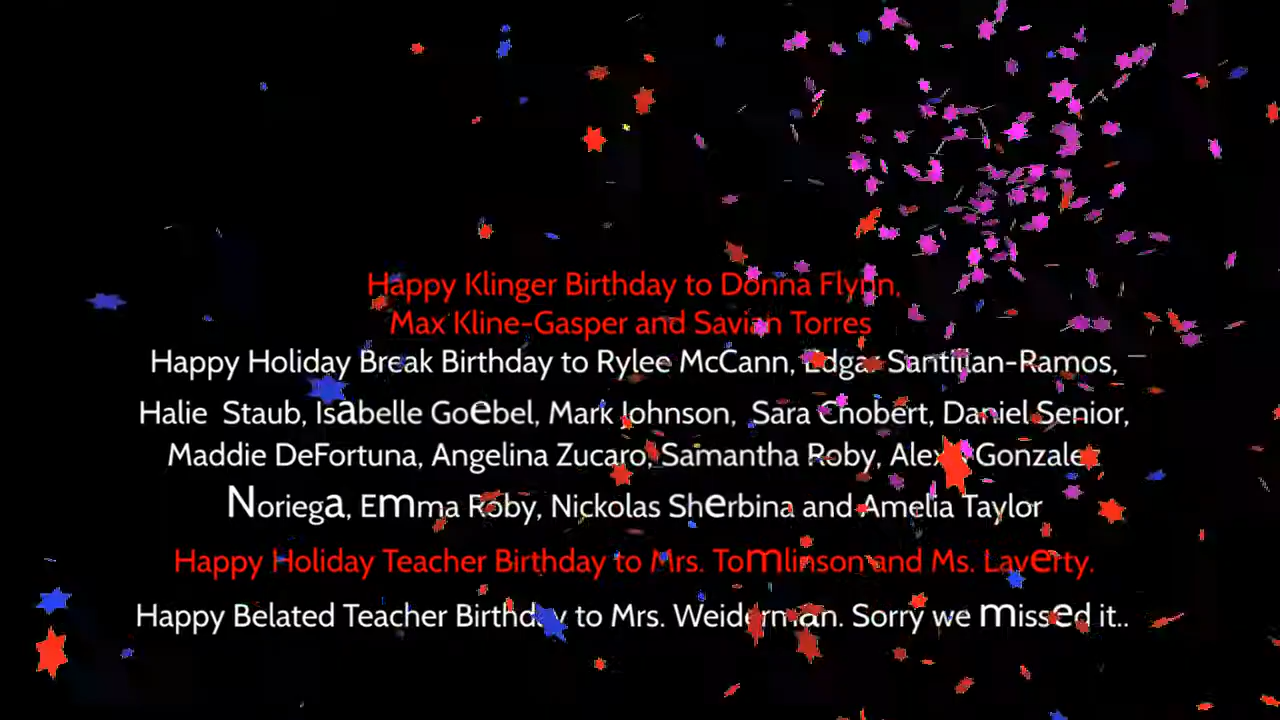 Happy Klinger Birthday to Donna Flynn,
Max Kline-Gasper and Savian Torres
Happy Holiday Break Birthday to Rylee McCann, Edgar Santillan-Ramos,
Halie Staub, Isabelle Goebel, Mark Johnson, Sara Chobert, Daniel Senior,
Maddie DeFortuna, Angelina Zucaro, Samantha Roby, Gonzalez
Noriega, Emma Roby, Nickolas Sherbina and Amelia Taylor
Happy Holiday Teacher Birthday to Mrs. Tomlinson and Ms. Laverty.
Happy Belated Teacher Birthday to Mrs. Weiderman. Sorry we missed it..